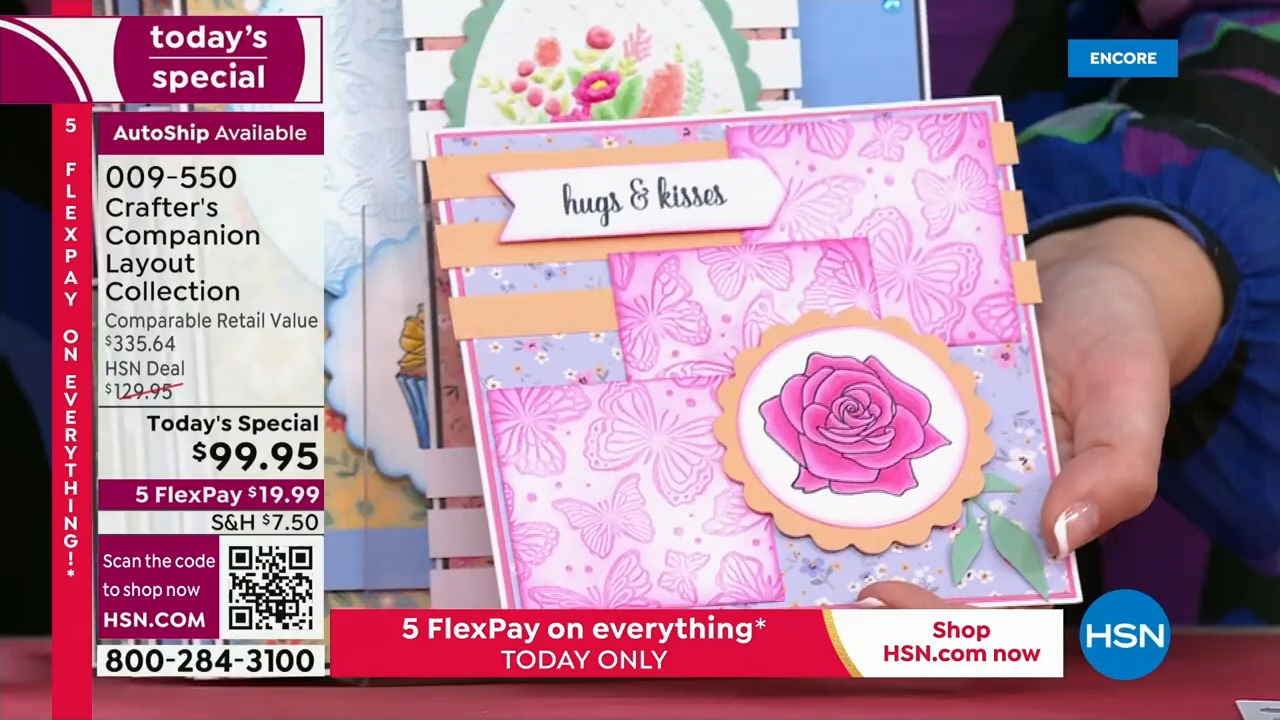 today's
special
5 FLEXPAY ON EVERYTHING!*
AutoShip Available
009-550
Crafter's
Companion
Layout
Collection
Comparable Retail Value
$335.64
HSN Deal
$129.95
Today's Special
$99.95
5 FlexPay $19.99
S&H $7.50
Scan the code
to shop now
HSN.COM
800-284-3100
ENCORE
hugs & kisses
5 FlexPay on everything*
TODAY ONLY
Shop
HSN.com now
HSN